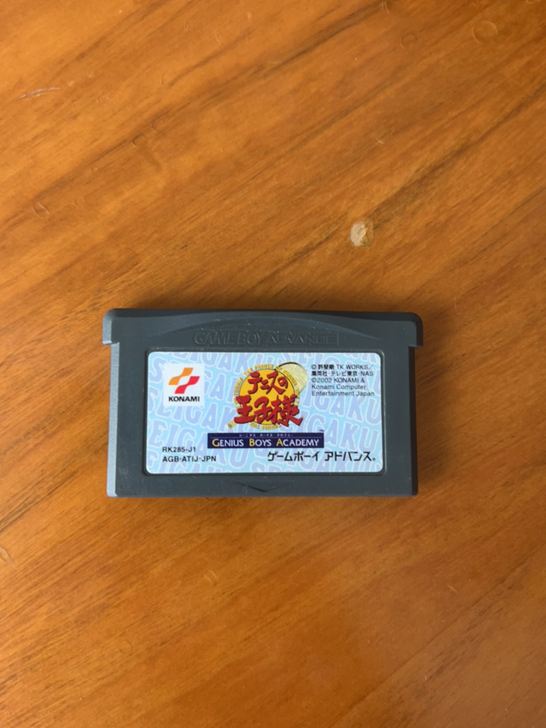 GAME BOY ADVANCE
KONAMI
テニスの
王子様
GENIUS BOYS ACADEMY
©許斐剛 TK WORKS/
集英社・テレビ東京・NAS
©2002 KONAMI &
Konami Computer
Entertainment Japan
RK285-J1
AGB-ATIJ-JPN
ゲームボーイ アドバンス